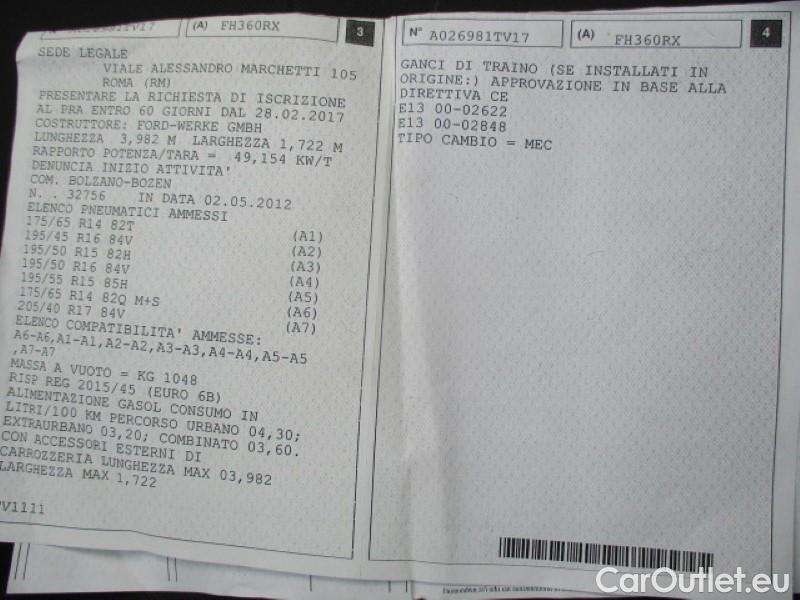 N° A026981TV17 (A) FH360RX 3
SEDE LEGALE
VIALE ALESSANDRO MARCHETTI 105
ROMA (RM)
PRESENTARE LA RICHIESTA DI ISCRIZIONE
AL PRA ENTRO 60 GIORNI DAL 28.02.2017
COSTRUTTORE: FORD-WERKE GMBH
LUNGHEZZA 3,982 M LARGHEZZA 1,722 M
RAPPORTO POTENZA/TARA = 49,154 KW/T
DENUNCIA INIZIO ATTIVITA'
COM. BOLZANO-BOZEN
N. . 32756 IN DATA 02.05.2012
ELENCO PNEUMATICI AMMESSI
175/65 R14 82T (A1)
195/45 R16 84V (A2)
195/50 R15 82H (A3)
195/50 R16 84V (A4)
195/55 R15 85H (A5)
175/65 R14 82Q M+S (A6)
205/40 R17 84V (A7)
ELENCO COMPATIBILITA' AMMESSE:
A6-A6,A1-A1,A2-A2,A3-A3,A4-A4,A5-A5
,A7-A7
MASSA A VUOTO = KG 1048
RISP REG 2015/45 (EURO 6B)
ALIMENTAZIONE GASOL CONSUMO IN
LITRI/100 KM PERCORSO URBANO 04,30;
EXTRAURBANO 03,20; COMBINATO 03,60.
CON ACCESSORI ESTERNI DI
CARROZZERIA LUNGHEZZA MAX 03,982
LARGHEZZA MAX 1,722
TV1111
N° A026981TV17 (A) FH360RX 4
GANCI DI TRAINO (SE INSTALLATI IN
ORIGINE:) APPROVAZIONE IN BASE ALLA
DIRETTIVA CE
E13 00-02622
E13 00-02848
TIPO CAMBIO = MEC
CarOutlet.eu